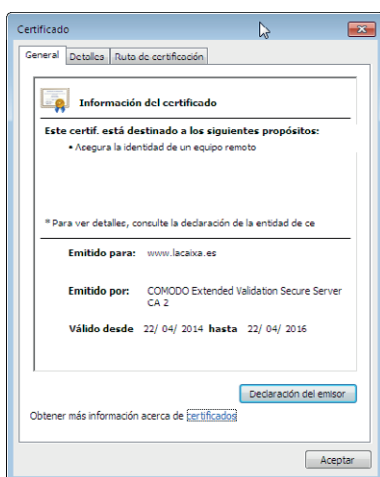 Certificado
General Detalles Ruta de certificación
Información del certificado
Este certif. está destinado a los siguientes propósitos:
• Asegura la identidad de un equipo remoto
* Para ver detalles, consulte la declaración de la entidad de ce
Emitido para: www.lacaixa.es
Emitido por: COMODO Extended Validation Secure Server
CA 2
Válido desde 22/ 04/ 2014 hasta 22/ 04/ 2016
Declaración del emisor
Obtener más información acerca de certificados
Aceptar